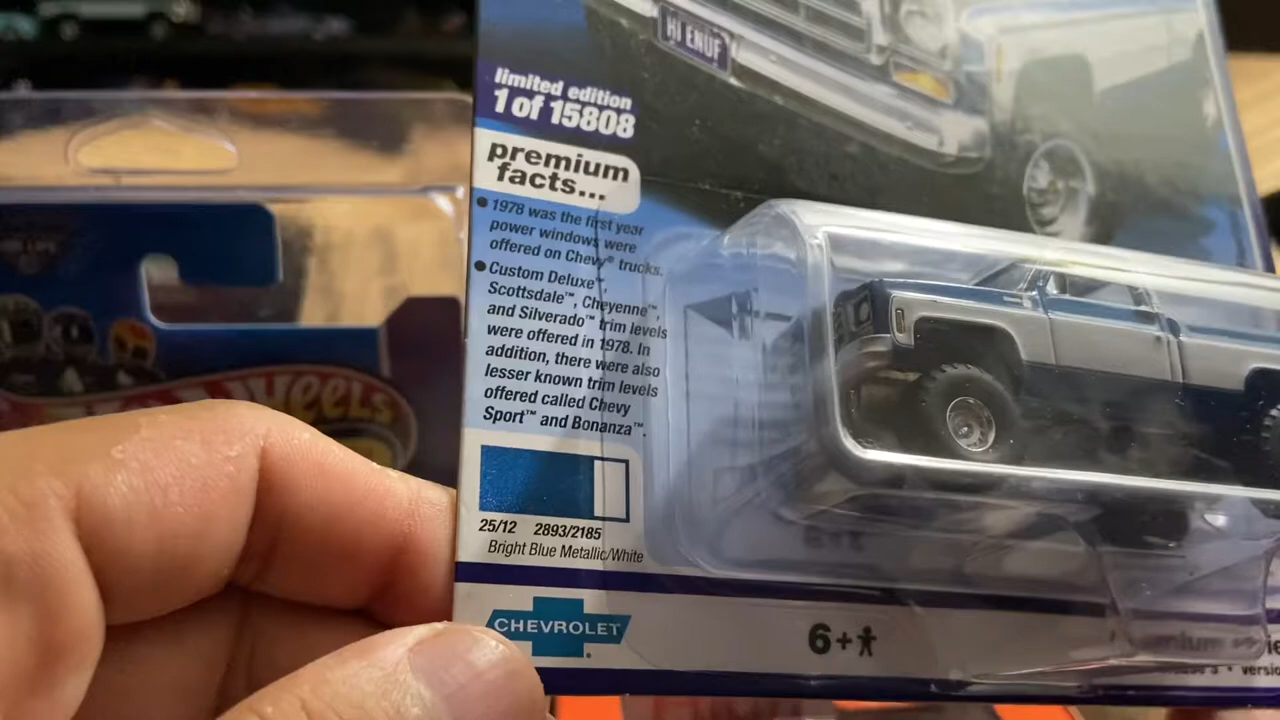 HI ENUF
limited edition
1 of 15808
premium
facts...
• 1978 was the first year
power windows were
offered on Chevy® trucks.
• Custom Deluxe™,
Scottsdale™, Cheyenne™,
and Silverado™ trim levels
were offered in 1978. In
addition, there were also
lesser known trim levels
offered called Chevy
Sport™ and Bonanza™.
25/12 2893/2185
Bright Blue Metallic/White
CHEVROLET
6+
Wheels